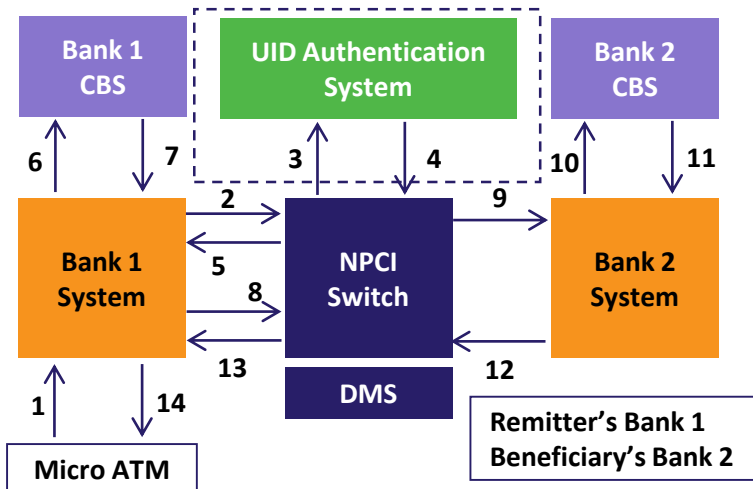 Bank 1
CBS
UID Authentication
System
Bank 2
CBS
6
7
3
4
10
11
2
9
Bank 1
System
5
NPCI
Switch
Bank 2
System
8
13
12
1
14
DMS
Micro ATM
Remitter's Bank 1
Beneficiary's Bank 2